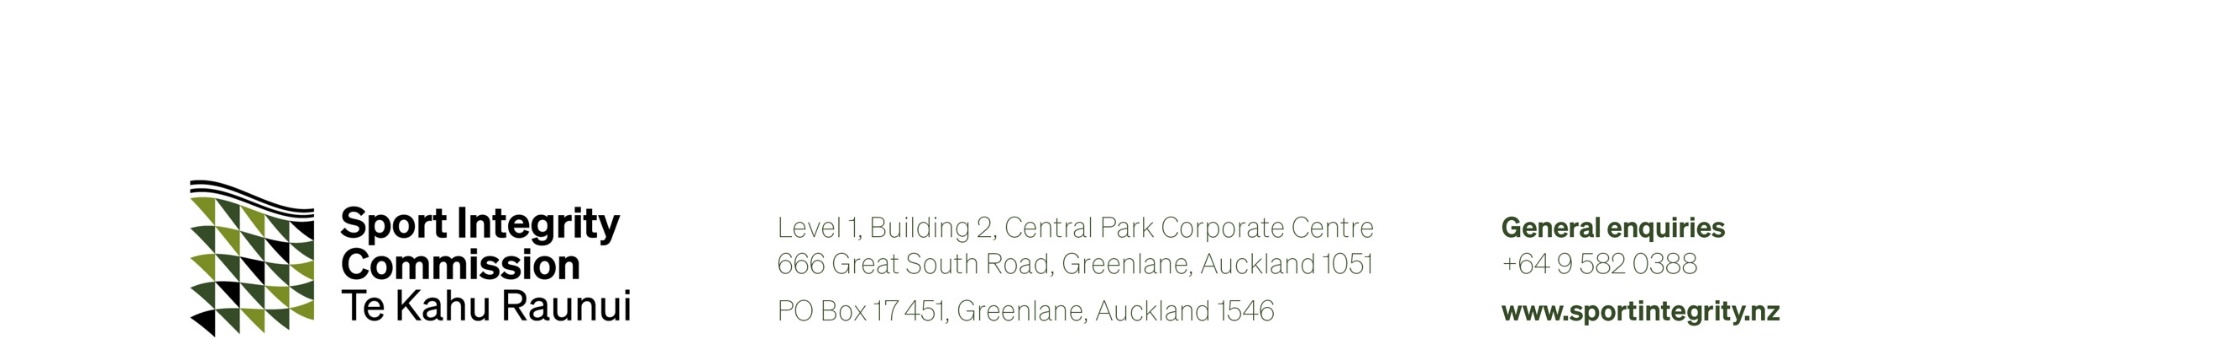 Sport Integrity
Commission
Te Kahu Raunui
Level 1, Building 2, Central Park Corporate Centre
666 Great South Road, Greenlane, Auckland 1051
PO Box 17 451, Greenlane, Auckland 1546
General enquiries
+64 9 582 0388
www.sportintegrity.nz